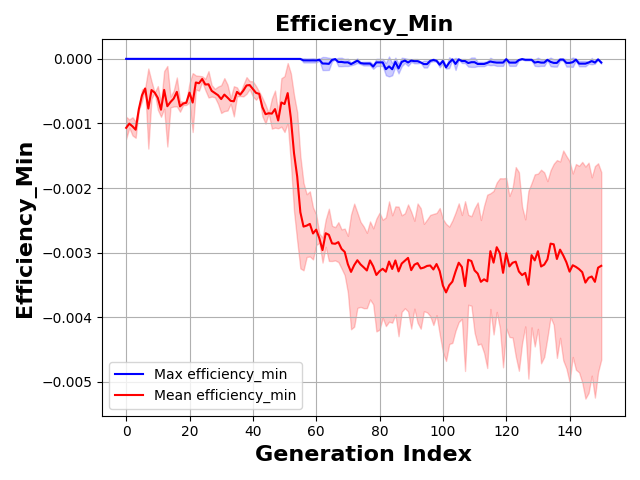 Efficiency_Min
Efficiency_Min
0.000
−0.001
−0.002
−0.003
−0.004
−0.005
Max efficiency_min
Mean efficiency_min
0 20 40 60 80 100 120 140
Generation Index